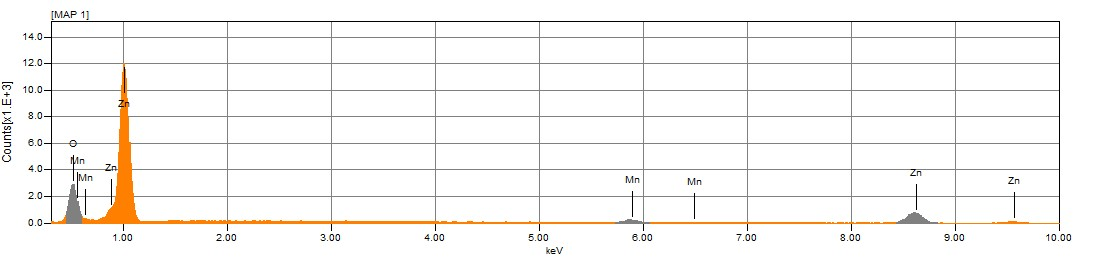 [MAP 1]
Counts[x1.E+3]
14.0
12.0
10.0
8.0
6.0
4.0
2.0
0.0
O
Mn
Mn
Zn
Zn
Mn
Mn
Zn
Zn
1.00 2.00 3.00 4.00 5.00 6.00 7.00 8.00 9.00 10.00
keV